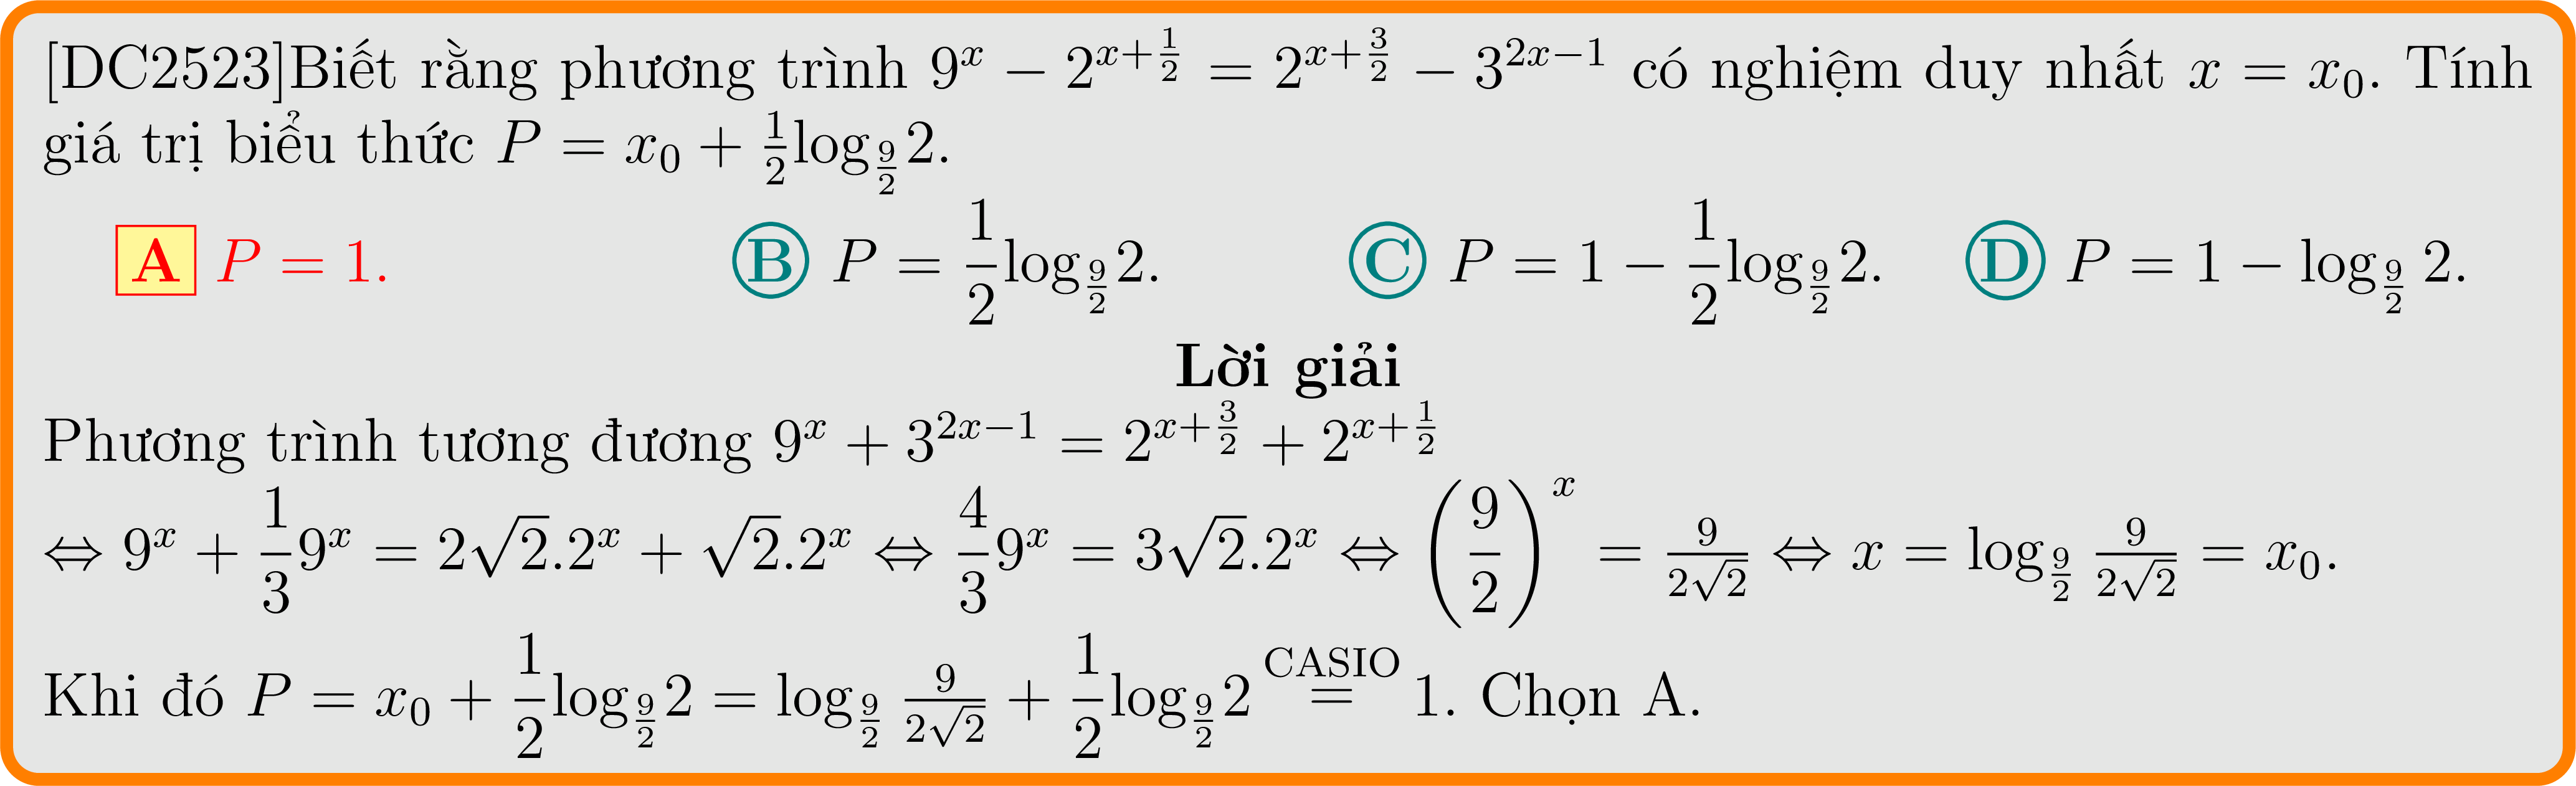 [DC2523]Biết rằng phương trình $9^x - 2^{x+\frac{1}{2}} = 2^{x+\frac{3}{2}} - 3^{2x-1}$ có nghiệm duy nhất $x = x_0$. Tính
giá trị biểu thức $P = x_0 + \frac{1}{2}\log_{\frac{9}{2}} 2$.
A $P = 1.$ B $P = \frac{1}{2}\log_{\frac{9}{2}} 2.$ C $P = 1 - \frac{1}{2}\log_{\frac{9}{2}} 2.$ D $P = 1 - \log_{\frac{9}{2}} 2.$
Lời giải
Phương trình tương đương $9^x + 3^{2x-1} = 2^{x+\frac{3}{2}} + 2^{x+\frac{1}{2}}$
$\Leftrightarrow 9^x + \frac{1}{3}9^x = 2\sqrt{2}.2^x + \sqrt{2}.2^x \Leftrightarrow \frac{4}{3}9^x = 3\sqrt{2}.2^x \Leftrightarrow \left(\frac{9}{2}\right)^x = \frac{9}{2\sqrt{2}} \Leftrightarrow x = \log_{\frac{9}{2}} \frac{9}{2\sqrt{2}} = x_0.$
Khi đó $P = x_0 + \frac{1}{2}\log_{\frac{9}{2}} 2 = \log_{\frac{9}{2}} \frac{9}{2\sqrt{2}} + \frac{1}{2}\log_{\frac{9}{2}} 2 \overset{\text{CASIO}}{=} 1.$ Chọn A.